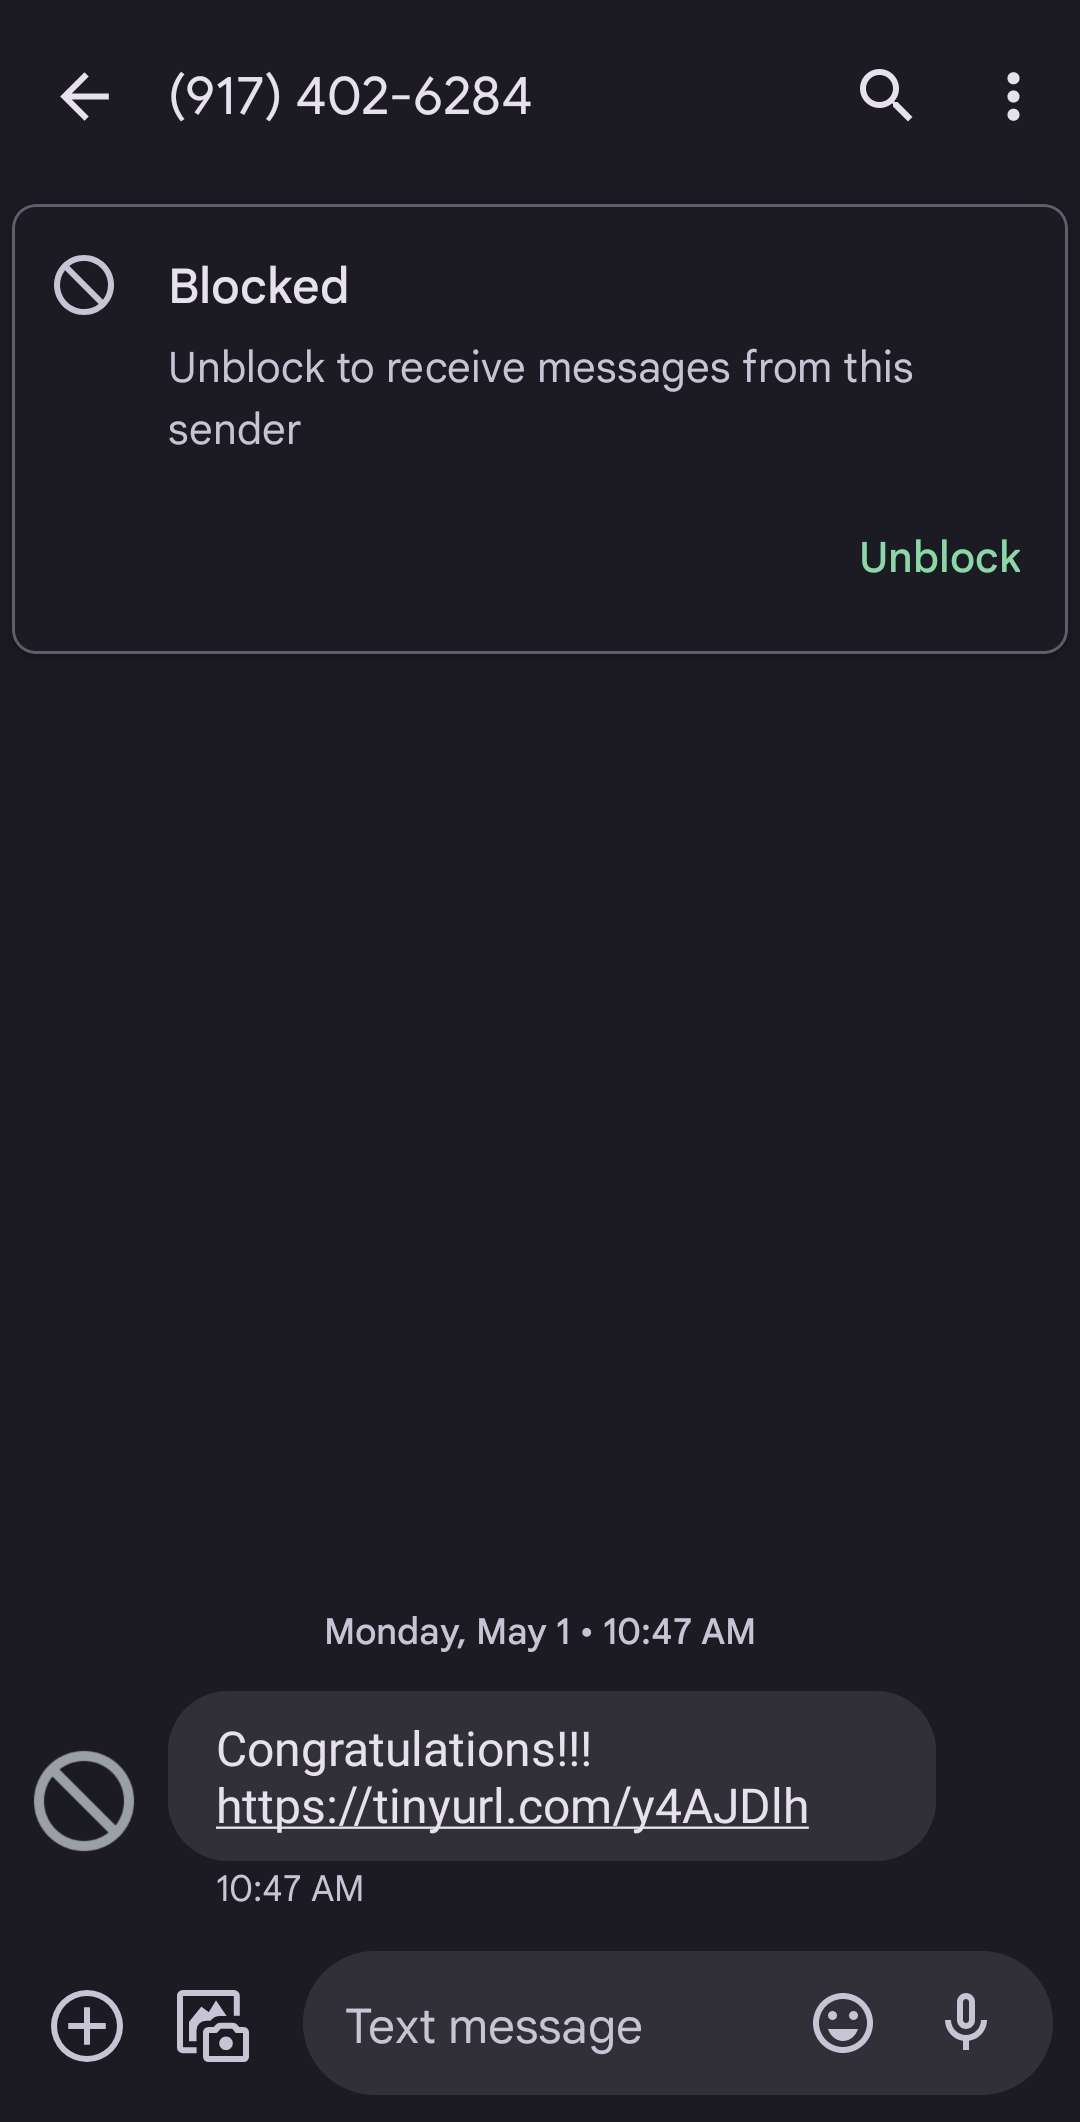 (917) 402-6284
Blocked
Unblock to receive messages from this
sender
Unblock
Monday, May 1 • 10:47 AM
Congratulations!!!
https://tinyurl.com/y4AJDlh
10:47 AM
Text message